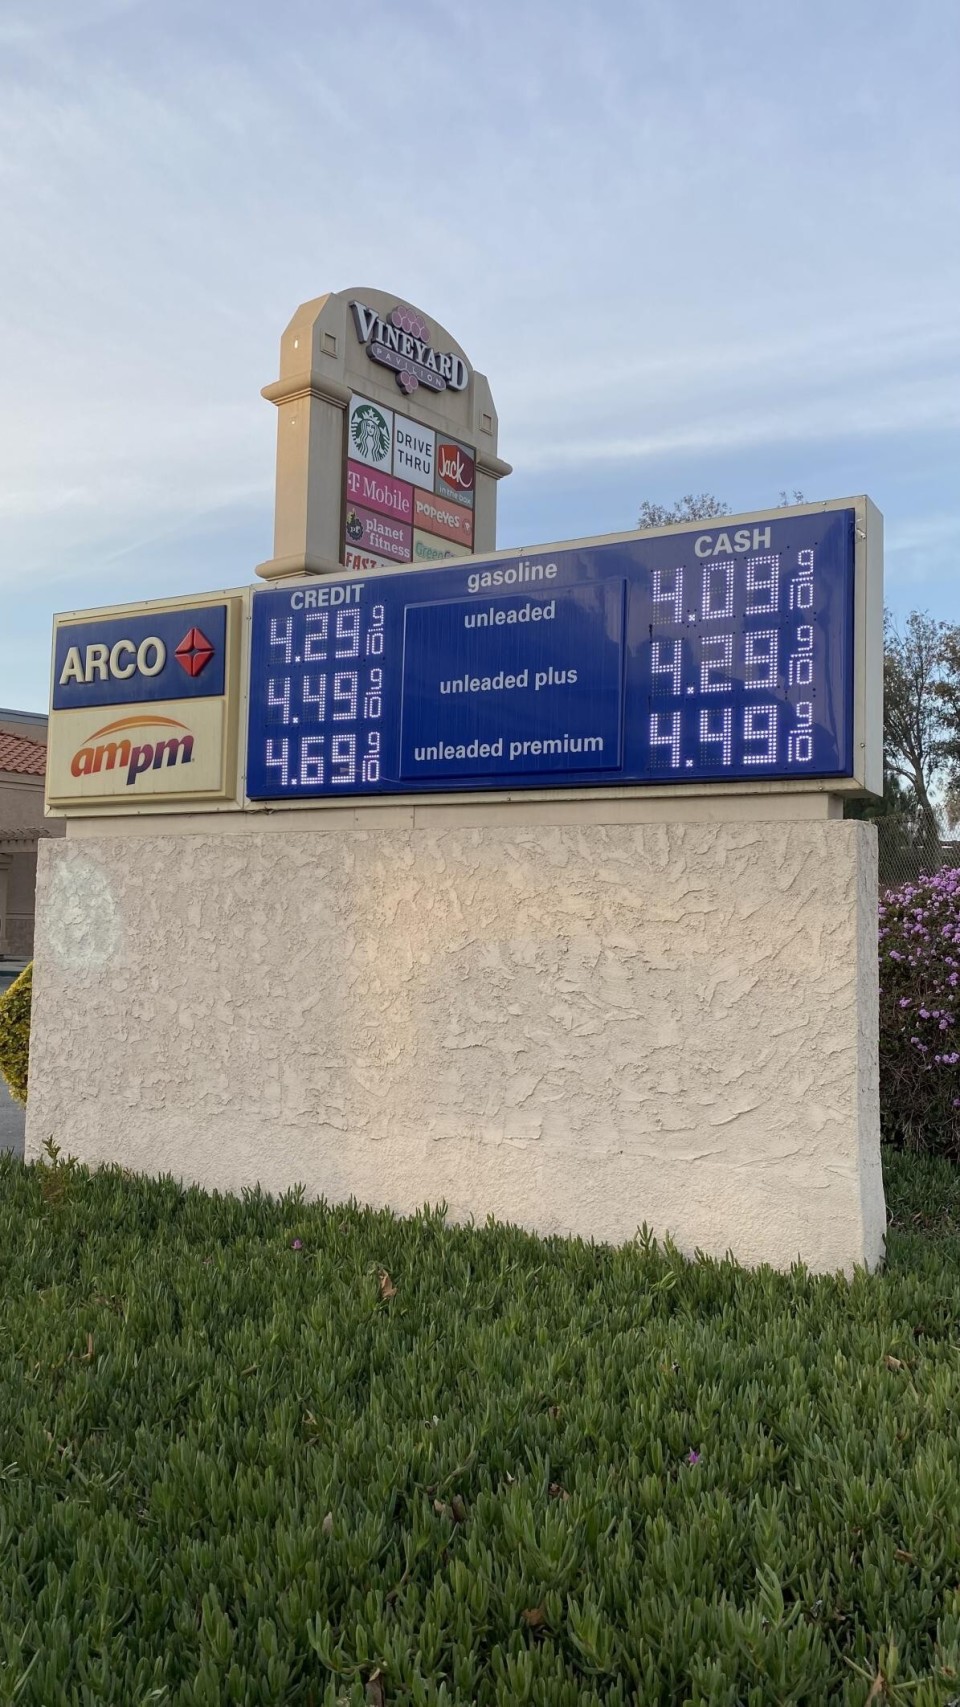 VINEYARD
PAVILION
DRIVE
THRU
Jack
in the box
T Mobile
POPEYES
pf
planet
fitness
ARCO
ampm
CREDIT gasoline CASH
4.29 9/10 unleaded 4.09 9/10
4.49 9/10 unleaded plus 4.29 9/10
4.69 9/10 unleaded premium 4.49 9/10